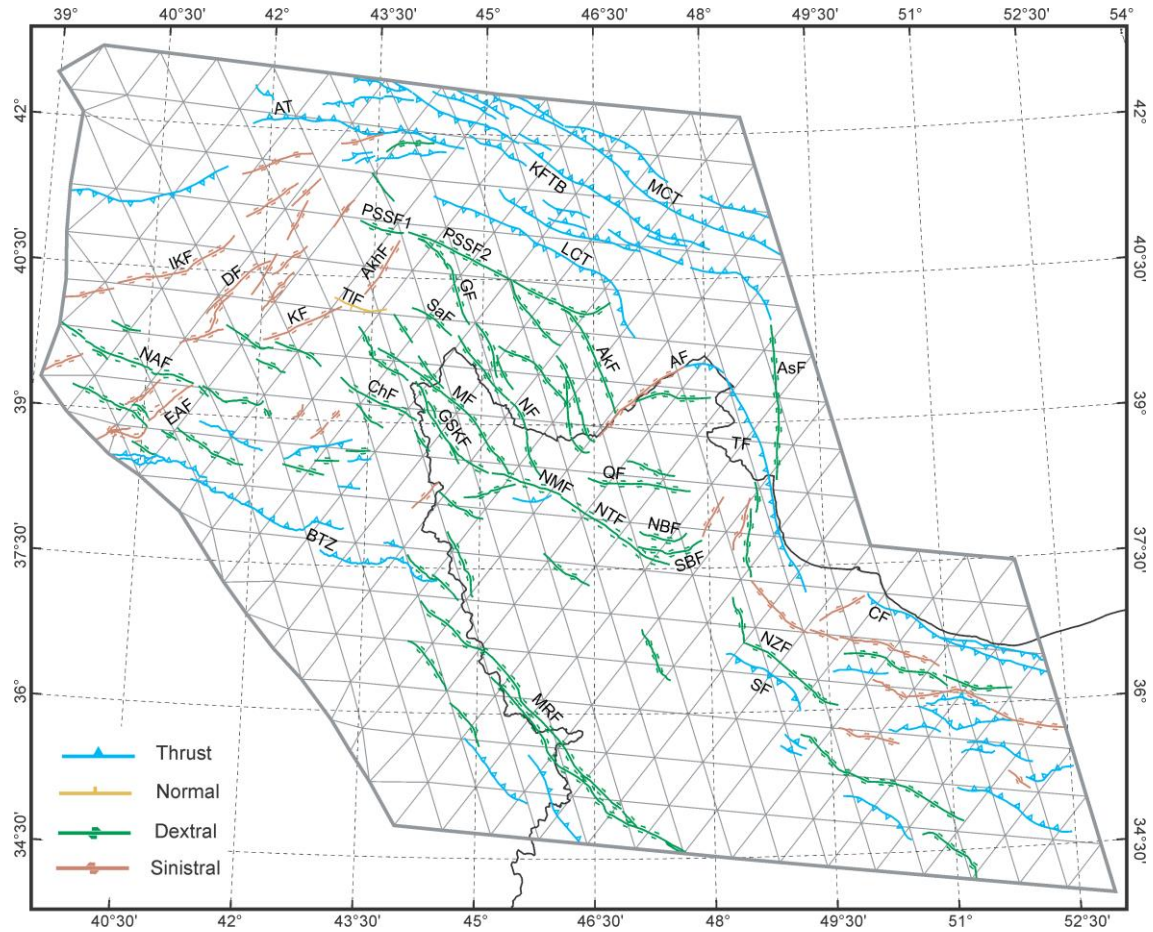 39° 40°30' 42° 43°30' 45° 46°30' 48° 49°30' 51° 52°30' 54°
42° 42°
AT
KFTB MCT
PSSF1 PSSF2 LCT
40°30' 40°30'
IKF DF AkhF
TIF GF
KF SaF
NAF AkF AF AsF
39° 39°
EAF ChF MF NF
GSKF TF
QF
NMF
NTF NBF
37°30' 37°30'
BTZ SBF
CF
NZF
36° SF 36°
MRF
Thrust
Normal
Dextral
34°30' 34°30'
Sinistral
40°30' 42° 43°30' 45° 46°30' 48° 49°30' 51° 52°30'